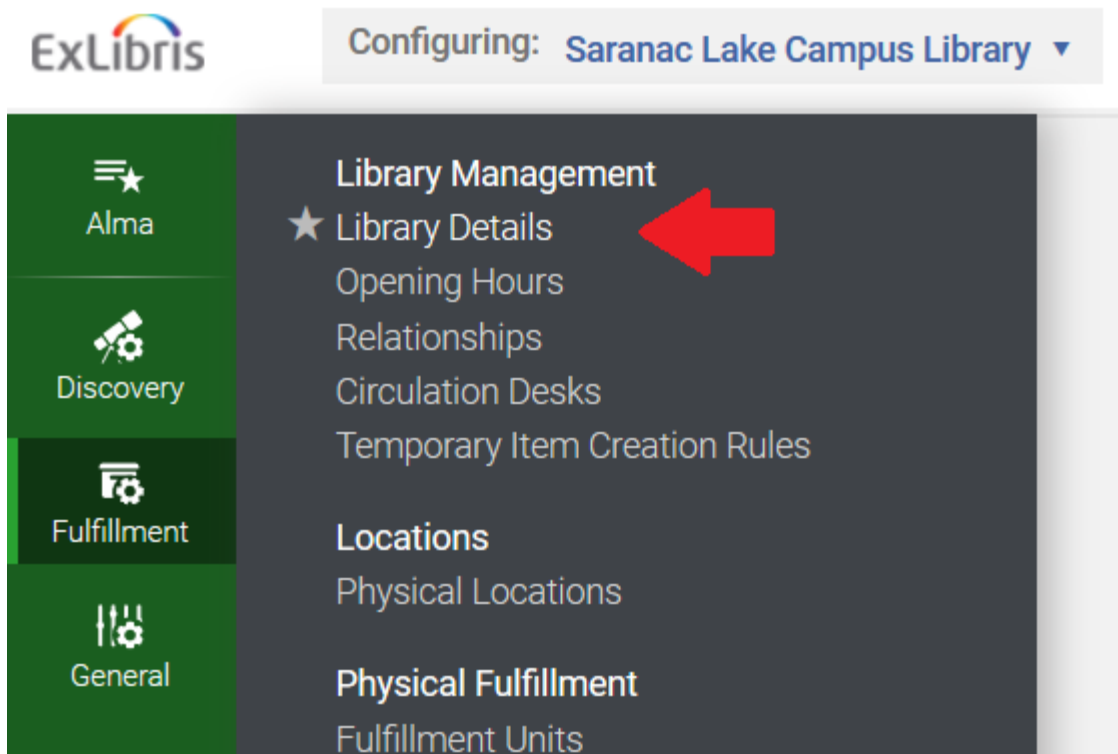 ExLibris
Configuring: Saranac Lake Campus Library
Alma
Discovery
Fulfillment
General
Library Management
Library Details
Opening Hours
Relationships
Circulation Desks
Temporary Item Creation Rules
Locations
Physical Locations
Physical Fulfillment
Fulfillment Units